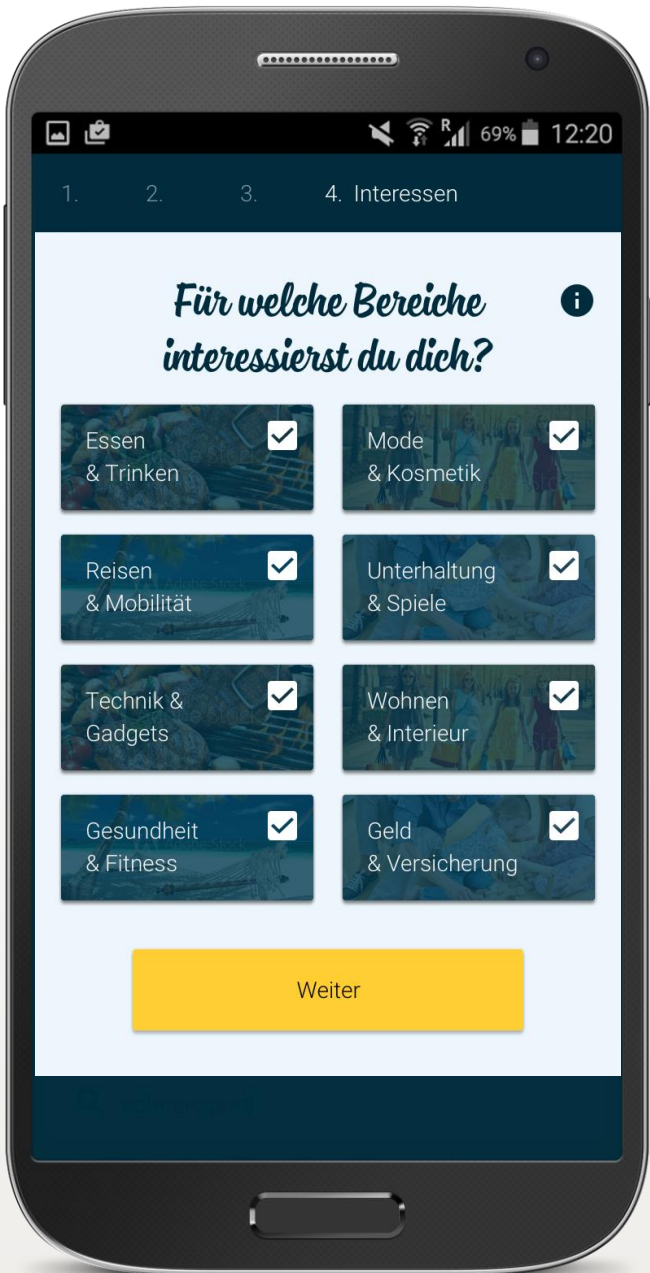 R
69%
12:20
1.
2.
3.
4. Interessen
Für welche Bereiche
interessierst du dich?
Essen
& Trinken
Mode
& Kosmetik
Reisen
& Mobilität
Unterhaltung
& Spiele
Technik &
Gadgets
Wohnen
& Interieur
Gesundheit
& Fitness
Geld
& Versicherung
Weiter